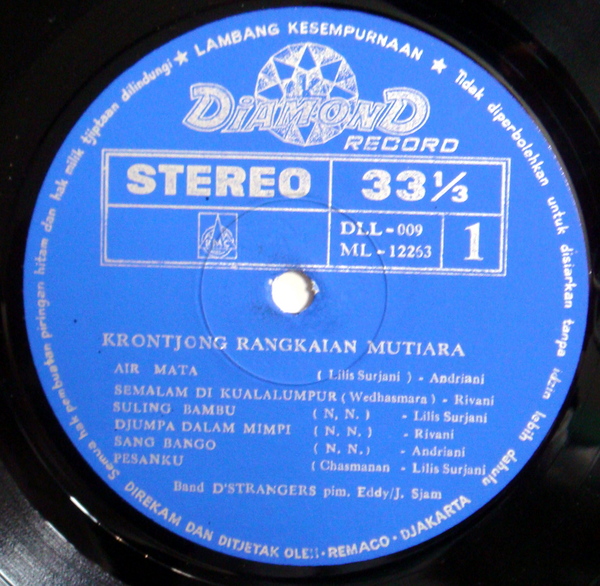 ★ LAMBANG KESEMPURNAAN ★
Tidak diperbolehkan untuk disiarkan tanpa idzin lebih dahulu
Semua hak pembuatan piringan hitam dan hak milik tjiptaan dilindungi
DIAMOND
RECORD
STEREO 33⅓
DLL-009
ML-12263
1
KRONTJONG RANGKAIAN MUTIARA
AIR MATA ( Lilis Surjani ) - Andriani
SEMALAM DI KUALALUMPUR ( Wedhasmara ) - Rivani
SULING BAMBU ( N. N. ) - Lilis Surjani
DJUMPA DALAM MIMPI ( N. N. ) - Rivani
SANG BANGO ( N. N. ) - Andriani
PESANKU ( Chasmanan - Lilis Surjani
Band D'STRANGERS pim. Eddy/J. Sjam
DIREKAM DAN DITJETAK OLEH: REMACO · DJAKARTA